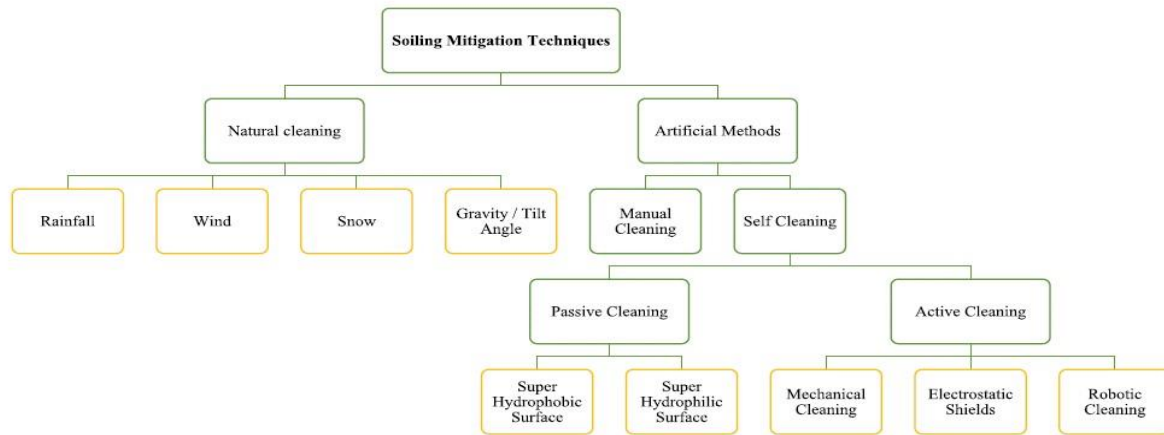 Soiling Mitigation Techniques
Natural cleaning
Artificial Methods
Rainfall
Wind
Snow
Gravity / Tilt
Angle
Manual
Cleaning
Self Cleaning
Passive Cleaning
Active Cleaning
Super
Hydrophobic
Surface
Super
Hydrophilic
Surface
Mechanical
Cleaning
Electrostatic
Shields
Robotic
Cleaning